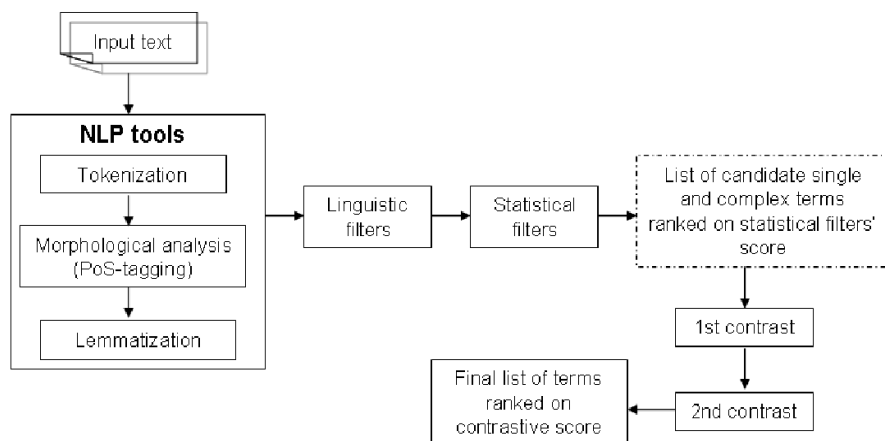 Input text
NLP tools
Tokenization
Morphological analysis
(PoS-tagging)
Lemmatization
Linguistic
filters
Statistical
filters
List of candidate single
and complex terms
ranked on statistical filters'
score
1st contrast
2nd contrast
Final list of terms
ranked on
contrastive score